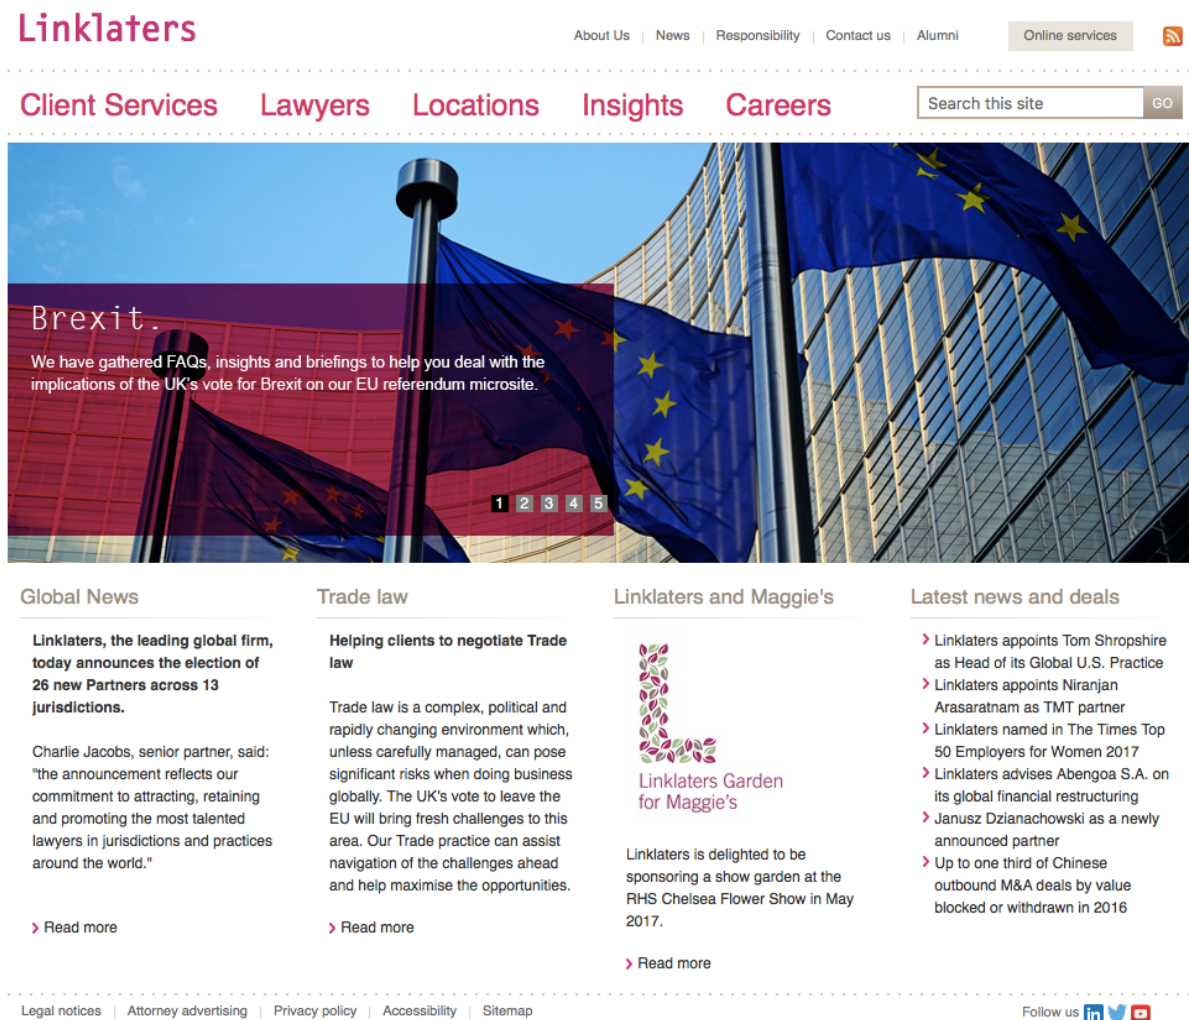 Linklaters
About Us
News
Responsibility
Contact us
Alumni
Online services
Client Services
Lawyers
Locations
Insights
Careers
Search this site
GO
Brexit.
We have gathered FAQs, insights and briefings to help you deal with the
implications of the UK's vote for Brexit on our EU referendum microsite.
1 2 3 4 5
Global News
Linklaters, the leading global firm,
today announces the election of
26 new Partners across 13
jurisdictions.
Charlie Jacobs, senior partner, said:
"the announcement reflects our
commitment to attracting, retaining
and promoting the most talented
lawyers in jurisdictions and practices
around the world."
Read more
Trade law
Helping clients to negotiate Trade
law
Trade law is a complex, political and
rapidly changing environment which,
unless carefully managed, can pose
significant risks when doing business
globally. The UK's vote to leave the
EU will bring fresh challenges to this
area. Our Trade practice can assist
navigation of the challenges ahead
and help maximise the opportunities.
Read more
Linklaters and Maggie's
Linklaters Garden
for Maggie's
Linklaters is delighted to be
sponsoring a show garden at the
RHS Chelsea Flower Show in May
2017.
Read more
Latest news and deals
Linklaters appoints Tom Shropshire
as Head of its Global U.S. Practice
Linklaters appoints Niranjan
Arasaratnam as TMT partner
Linklaters named in The Times Top
50 Employers for Women 2017
Linklaters advises Abengoa S.A. on
its global financial restructuring
Janusz Dzianachowski as a newly
announced partner
Up to one third of Chinese
outbound M&A deals by value
blocked or withdrawn in 2016
Legal notices
Attorney advertising
Privacy policy
Accessibility
Sitemap
Follow us
in